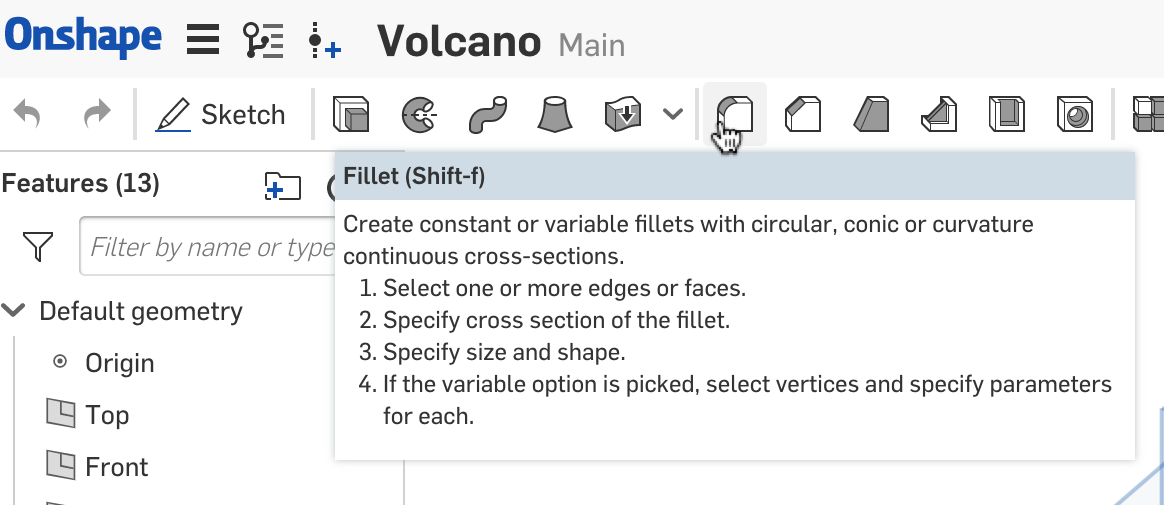 Onshape Volcano Main
Sketch
Features (13)
Fillet (Shift-f)
Create constant or variable fillets with circular, conic or curvature
continuous cross-sections.
1. Select one or more edges or faces.
2. Specify cross section of the fillet.
3. Specify size and shape.
4. If the variable option is picked, select vertices and specify parameters
for each.
Filter by name or type
Default geometry
Origin
Top
Front